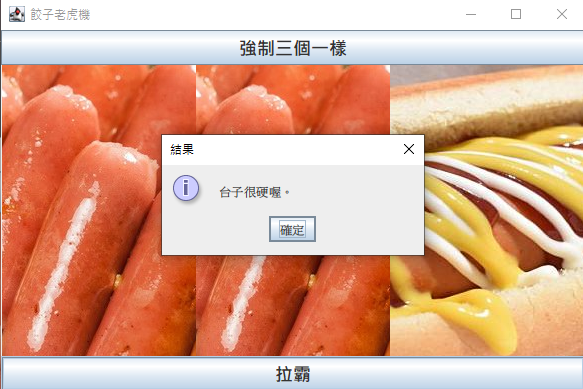 餃子老虎機
強制三個一樣
結果
台子很硬喔。
確定
拉霸